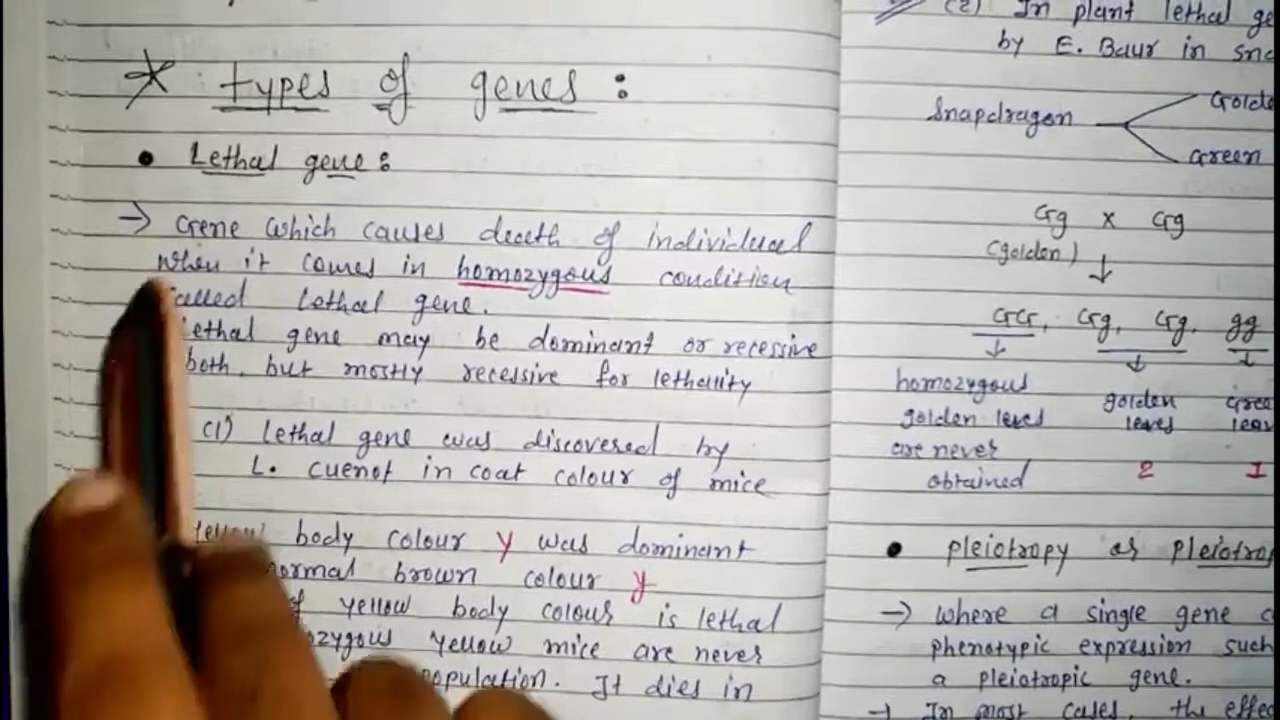 * types of genes :
• Lethal gene :
→ Gene which causes death of individual
when it comes in homozygous condition
called lethal gene.
lethal gene may be dominant or recessive
both, but mostly recessive for lethality
(1) lethal gene was discovered by
L. cuenot in coat colour of mice
yellow body colour y was dominant
normal brown colour y
of yellow body colour is lethal
yellow mice are never
population. It dies in
(2) In plant lethal
by E. Baur in
Snapdragon
Green
Gg x Gg
(golden)
↓
GG, Gg, Gg, gg
homozygous
golden leves
are never
obtained
golden
leves
2
1
• pleiotropy or
→ where a single gene
phenotypic expression such
a pleiotropic gene.
→ In most cases, the